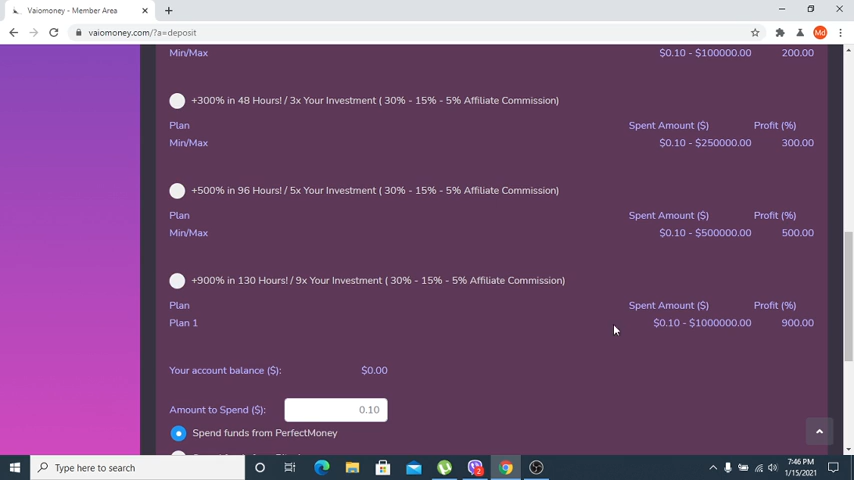 Vaiomoney - Member Area
vaiomoney.com/?a=deposit
Md
Min/Max $0.10 - $100000.00 200.00
+300% in 48 Hours! / 3x Your Investment ( 30% - 15% - 5% Affiliate Commission)
Plan Spent Amount ($) Profit (%)
Min/Max $0.10 - $250000.00 300.00
+500% in 96 Hours! / 5x Your Investment ( 30% - 15% - 5% Affiliate Commission)
Plan Spent Amount ($) Profit (%)
Min/Max $0.10 - $500000.00 500.00
+900% in 130 Hours! / 9x Your Investment ( 30% - 15% - 5% Affiliate Commission)
Plan Spent Amount ($) Profit (%)
Plan 1 $0.10 - $1000000.00 900.00
Your account balance ($): $0.00
Amount to Spend ($): 0.10
Spend funds from PerfectMoney
Type here to search
2
7:46 PM
1/15/2021